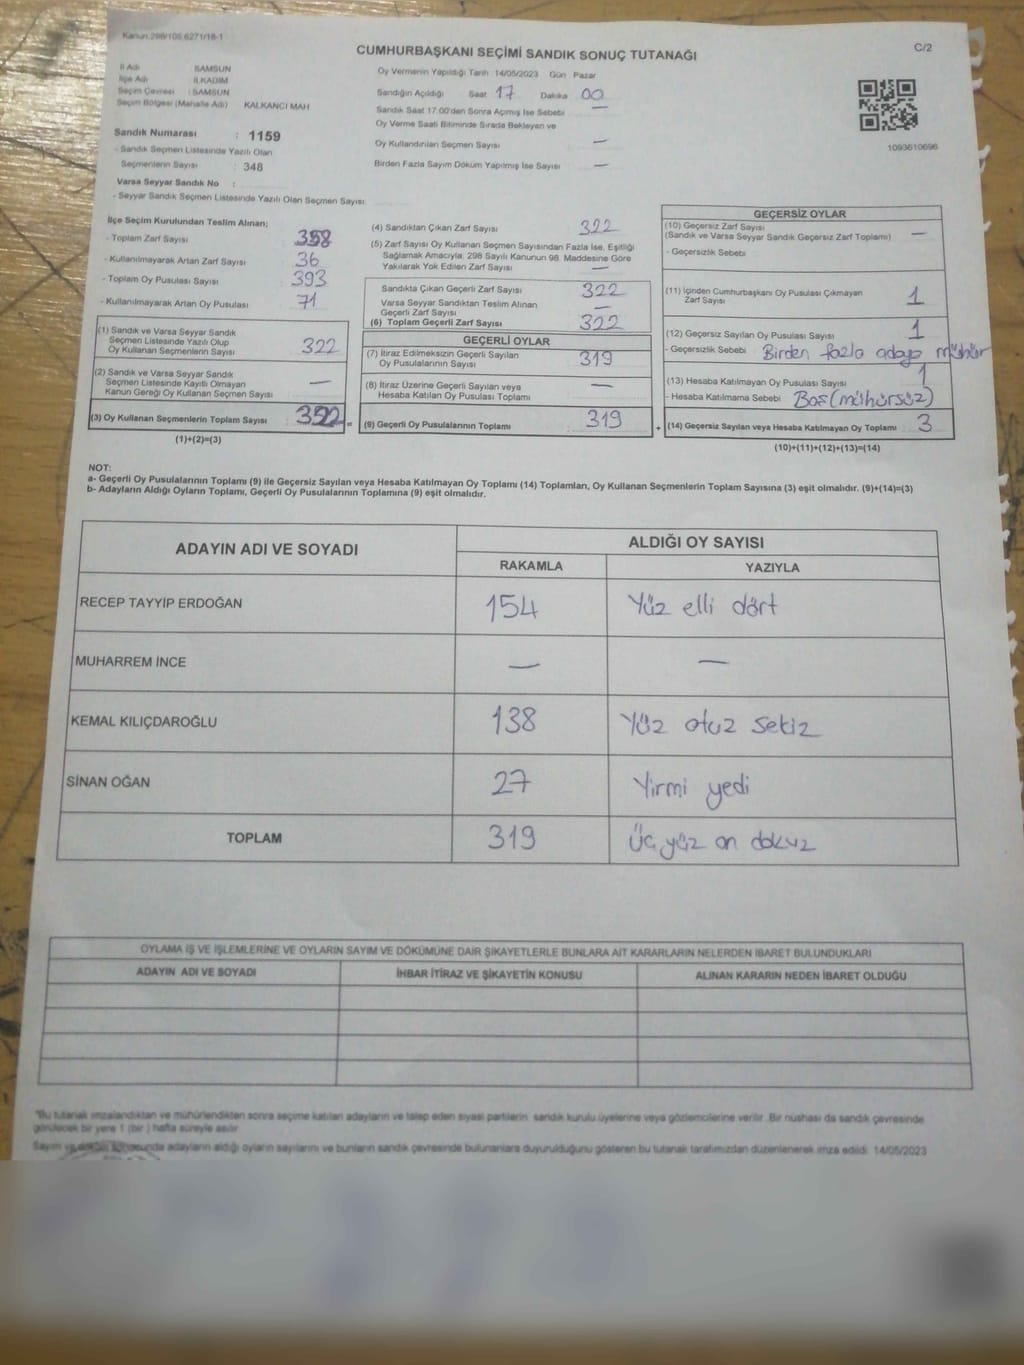 Kanun.298/105.6271/18-1
C/2
CUMHURBAŞKANI SEÇİMİ SANDIK SONUÇ TUTANAĞI
İl Adı SAMSUN
İlçe Adı İLKADIM
Seçim Çevresi : SAMSUN
Seçim Bölgesi (Mahalle Adı) KALKANCI MAH
Sandık Numarası : 1159
- Sandık Seçmen Listesinde Yazılı Olan
Seçmenlerin Sayısı : 348
Varsa Seyyar Sandık No :
- Seyyar Sandık Seçmen Listesinde Yazılı Olan Seçmen Sayısı
Oy Vermenin Yapıldığı Tarih 14/05/2023 Gün Pazar
Sandığın Açıldığı Saat 17 Dakika 00
Sandık Saat 17:00'den Sonra Açmış İse Sebebi —
Oy Verme Saati Bitiminde Sırada Bekleyen ve
Oy Kullandırılan Seçmen Sayısı —
Birden Fazla Sayım Döküm Yapılmış İse Sayısı —
1093610696
İlçe Seçim Kurulundan Teslim Alınan;
- Toplam Zarf Sayısı 358
- Kullanılmayarak Artan Zarf Sayısı 36
- Toplam Oy Pusulası Sayısı 393
- Kullanılmayarak Artan Oy Pusulası 71
(1) Sandık ve Varsa Seyyar Sandık
Seçmen Listesinde Yazılı Olup
Oy Kullanan Seçmenlerin Sayısı 322
(2) Sandık ve Varsa Seyyar Sandık
Seçmen Listesinde Kayıtlı Olmayan
Kanun Gereği Oy Kullanan Seçmen Sayısı —
(3) Oy Kullanan Seçmenlerin Toplam Sayısı 322 =
(1)+(2)=(3)
(4) Sandıktan Çıkan Zarf Sayısı 322
(5) Zarf Sayısı Oy Kullanan Seçmen Sayısından Fazla İse, Eşitliği
Sağlamak Amacıyla, 298 Sayılı Kanunun 98. Maddesine Göre
Yakılarak Yok Edilen Zarf Sayısı —
Sandıkta Çıkan Geçerli Zarf Sayısı 322
Varsa Seyyar Sandıktan Teslim Alınan
Geçerli Zarf Sayısı —
(6) Toplam Geçerli Zarf Sayısı 322
GEÇERLİ OYLAR
(7) İtiraz Edilmeksizin Geçerli Sayılan
Oy Pusulalarının Sayısı 319
(8) İtiraz Üzerine Geçerli Sayılan veya
Hesaba Katılan Oy Pusulası Toplamı —
(9) Geçerli Oy Pusulalarının Toplamı 319 +
GEÇERSİZ OYLAR
(10) Geçersiz Zarf Sayısı
(Sandık ve Varsa Seyyar Sandık Geçersiz Zarf Toplamı) —
- Geçersizlik Sebebi
(11) İçinden Cumhurbaşkanı Oy Pusulası Çıkmayan
Zarf Sayısı 1
(12) Geçersiz Sayılan Oy Pusulası Sayısı 1
- Geçersizlik Sebebi Birden fazla adaya mühür
(13) Hesaba Katılmayan Oy Pusulası Sayısı 1
- Hesaba Katılmama Sebebi Boş (mühürsüz)
(14) Geçersiz Sayılan veya Hesaba Katılmayan Oy Toplamı 3
(10)+(11)+(12)+(13)=(14)
NOT:
a- Geçerli Oy Pusulalarının Toplamı (9) ile Geçersiz Sayılan veya Hesaba Katılmayan Oy Toplamı (14) Toplamları, Oy Kullanan Seçmenlerin Toplam Sayısına (3) eşit olmalıdır. (9)+(14)=(3)
b- Adayların Aldığı Oyların Toplamı, Geçerli Oy Pusulalarının Toplamına (9) eşit olmalıdır.
ADAYIN ADI VE SOYADI ALDIĞI OY SAYISI
RAKAMLA YAZIYLA
RECEP TAYYİP ERDOĞAN 154 Yüz elli dört
MUHARREM İNCE — —
KEMAL KILIÇDAROĞLU 138 Yüz otuz sekiz
SİNAN OĞAN 27 Yirmi yedi
TOPLAM 319 Üç yüz on dokuz
OYLAMA İŞ VE İŞLEMLERİNE VE OYLARIN SAYIM VE DÖKÜMÜNE DAİR ŞİKAYETLERLE BUNLARA AİT KARARLARIN NELERDEN İBARET BULUNDUKLARI
ADAYIN ADI VE SOYADI İHBAR İTİRAZ VE ŞİKAYETİN KONUSU ALINAN KARARIN NEDEN İBARET OLDUĞU
*Bu tutanak imzalandıktan ve mühürlendikten sonra seçime katılan adayların ve talep eden siyasi partilerin sandık kurulu üyelerine veya gözlemcilerine verilir. Bir nüshası da sandık çevresinde
görülecek bir yere 1 (bir) hafta süreyle asılır
Sayım ve döküm sonucunda adayların aldığı oyların sayılarını ve bunların sandık çevresinde bulunanlara duyurulduğunu gösteren bu tutanak tarafımızdan düzenlenerek imza edildi. 14/05/2023